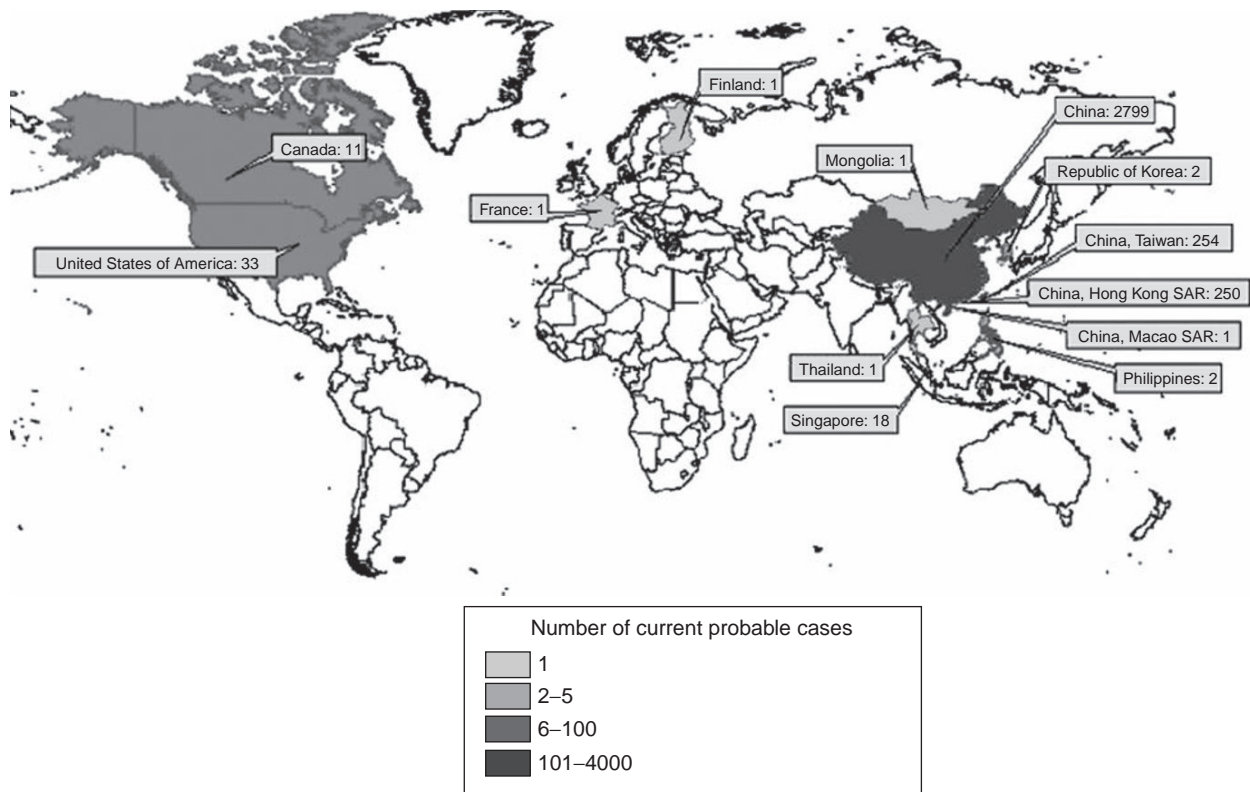 Finland: 1
China: 2799
Canada: 11
Mongolia: 1
Republic of Korea: 2
France: 1
China, Taiwan: 254
United States of America: 33
China, Hong Kong SAR: 250
China, Macao SAR: 1
Thailand: 1
Philippines: 2
Singapore: 18
Number of current probable cases
1
2–5
6–100
101–4000